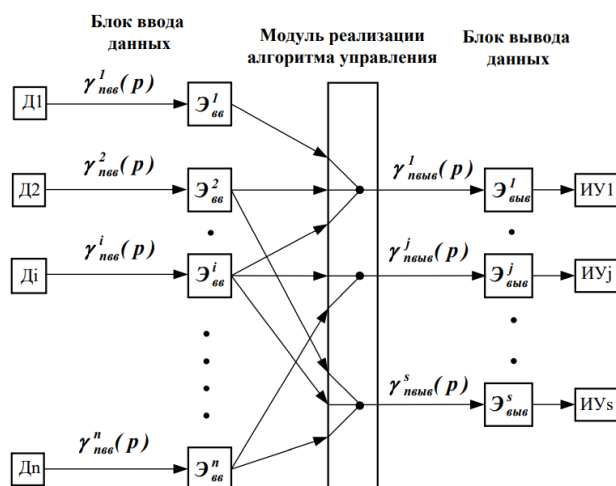 Блок ввода
данных
Модуль реализации
алгоритма управления
Блок вывода
данных
Д1
γ¹пвв(p)
Э¹вв
Д2
γ²пвв(p)
Э²вв
γ¹пвыв(p)
Э¹выв
ИУ1
Дi
γⁱпвв(p)
Эⁱвв
γʲпвыв(p)
Эʲвыв
ИУj
γˢпвыв(p)
Эˢвыв
ИУs
Дn
γⁿпвв(p)
Эⁿвв